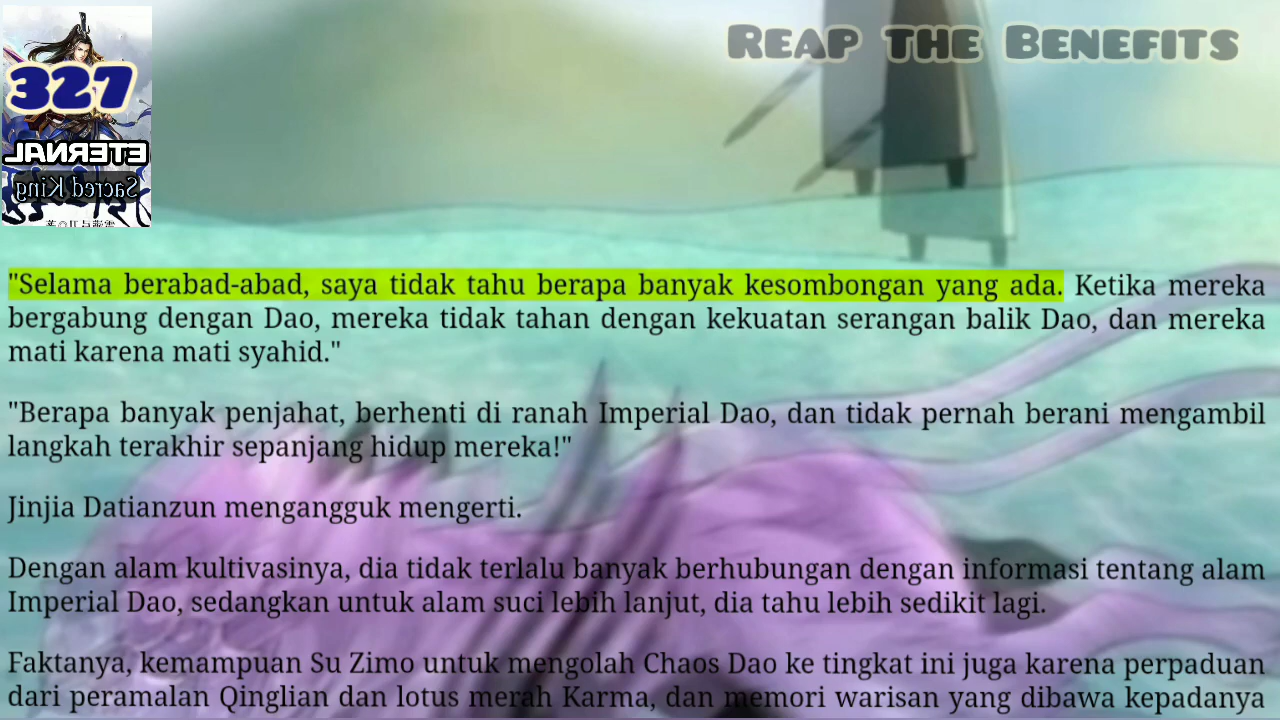 Reap the Benefits
327
ETERNAL
Sacred King
"Selama berabad-abad, saya tidak tahu berapa banyak kesombongan yang ada. Ketika mereka
bergabung dengan Dao, mereka tidak tahan dengan kekuatan serangan balik Dao, dan mereka
mati karena mati syahid."
"Berapa banyak penjahat, berhenti di ranah Imperial Dao, dan tidak pernah berani mengambil
langkah terakhir sepanjang hidup mereka!"
Jinjia Datianzun mengangguk mengerti.
Dengan alam kultivasinya, dia tidak terlalu banyak berhubungan dengan informasi tentang alam
Imperial Dao, sedangkan untuk alam suci lebih lanjut, dia tahu lebih sedikit lagi.
Faktanya, kemampuan Su Zimo untuk mengolah Chaos Dao ke tingkat ini juga karena perpaduan
dari peramalan Qinglian dan lotus merah Karma, dan memori warisan yang dibawa kepadanya